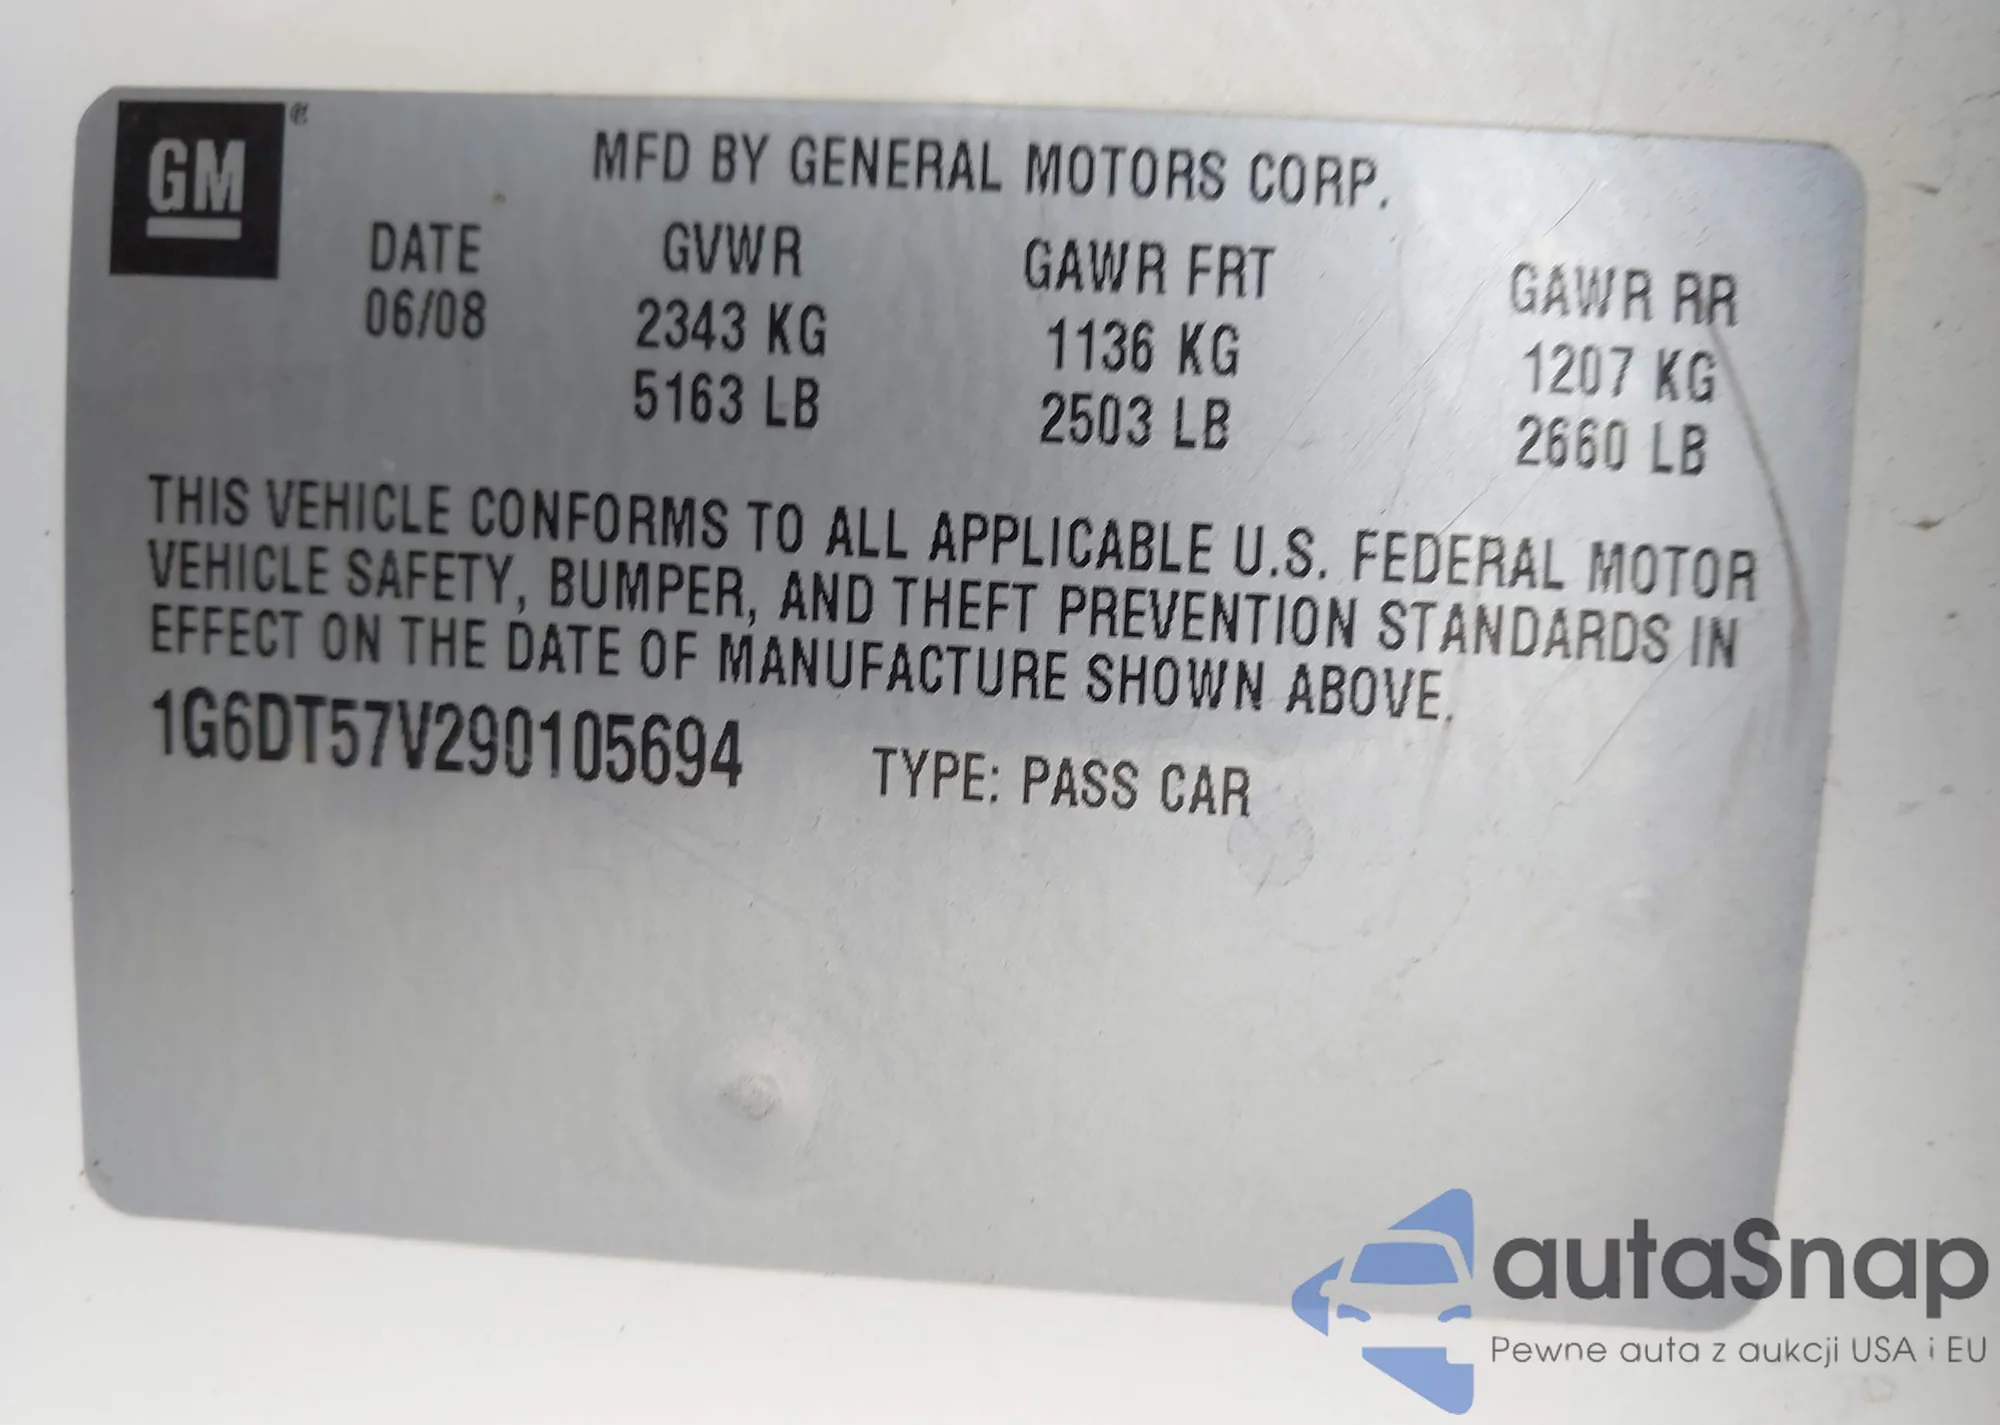 GM
MFD BY GENERAL MOTORS CORP.
DATE GVWR GAWR FRT GAWR RR
06/08 2343 KG 1136 KG 1207 KG
5163 LB 2503 LB 2660 LB
THIS VEHICLE CONFORMS TO ALL APPLICABLE U.S. FEDERAL MOTOR
VEHICLE SAFETY, BUMPER, AND THEFT PREVENTION STANDARDS IN
EFFECT ON THE DATE OF MANUFACTURE SHOWN ABOVE.
1G6DT57V290105694 TYPE: PASS CAR
autaSnap
Pewne auta z aukcji USA i EU